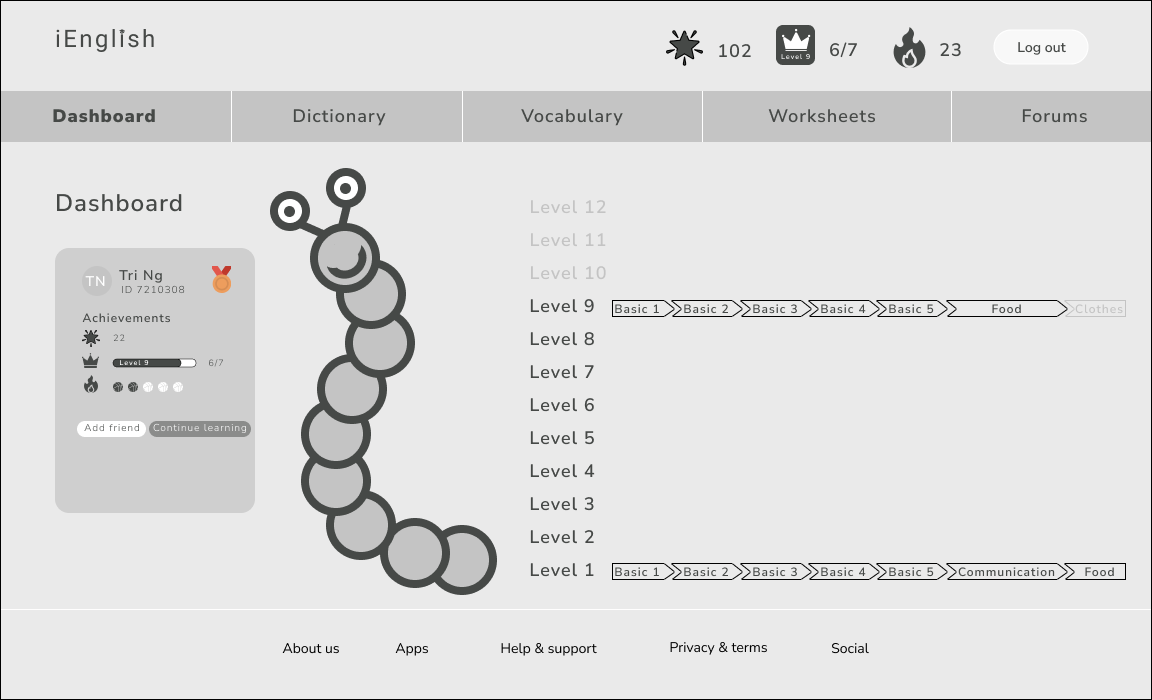 iEnglish
102
Level 9
6/7
23
Log out
Dashboard
Dictionary
Vocabulary
Worksheets
Forums
Dashboard
TN
Tri Ng
ID 7210308
Achievements
22
Level 9
6/7
Add friend
Continue learning
Level 12
Level 11
Level 10
Level 9
Basic 1
Basic 2
Basic 3
Basic 4
Basic 5
Food
Clothes
Level 8
Level 7
Level 6
Level 5
Level 4
Level 3
Level 2
Level 1
Basic 1
Basic 2
Basic 3
Basic 4
Basic 5
Communication
Food
About us
Apps
Help & support
Privacy & terms
Social